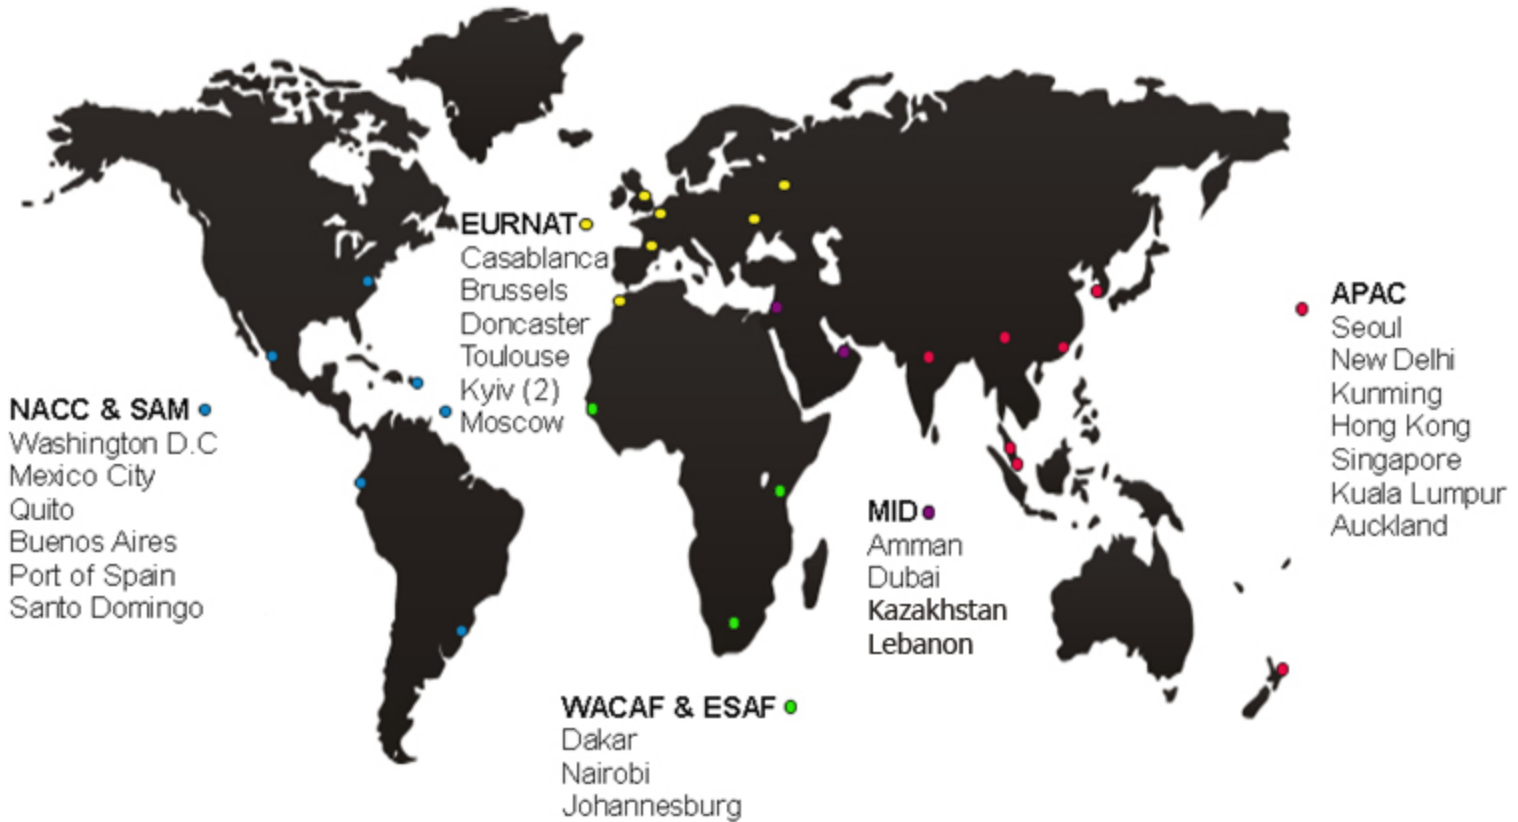 EURNAT
Casablanca
Brussels
Doncaster
Toulouse
Kyiv (2)
Moscow
NACC & SAM
Washington D.C
Mexico City
Quito
Buenos Aires
Port of Spain
Santo Domingo
APAC
Seoul
New Delhi
Kunming
Hong Kong
Singapore
Kuala Lumpur
Auckland
MID
Amman
Dubai
Kazakhstan
Lebanon
WACAF & ESAF
Dakar
Nairobi
Johannesburg